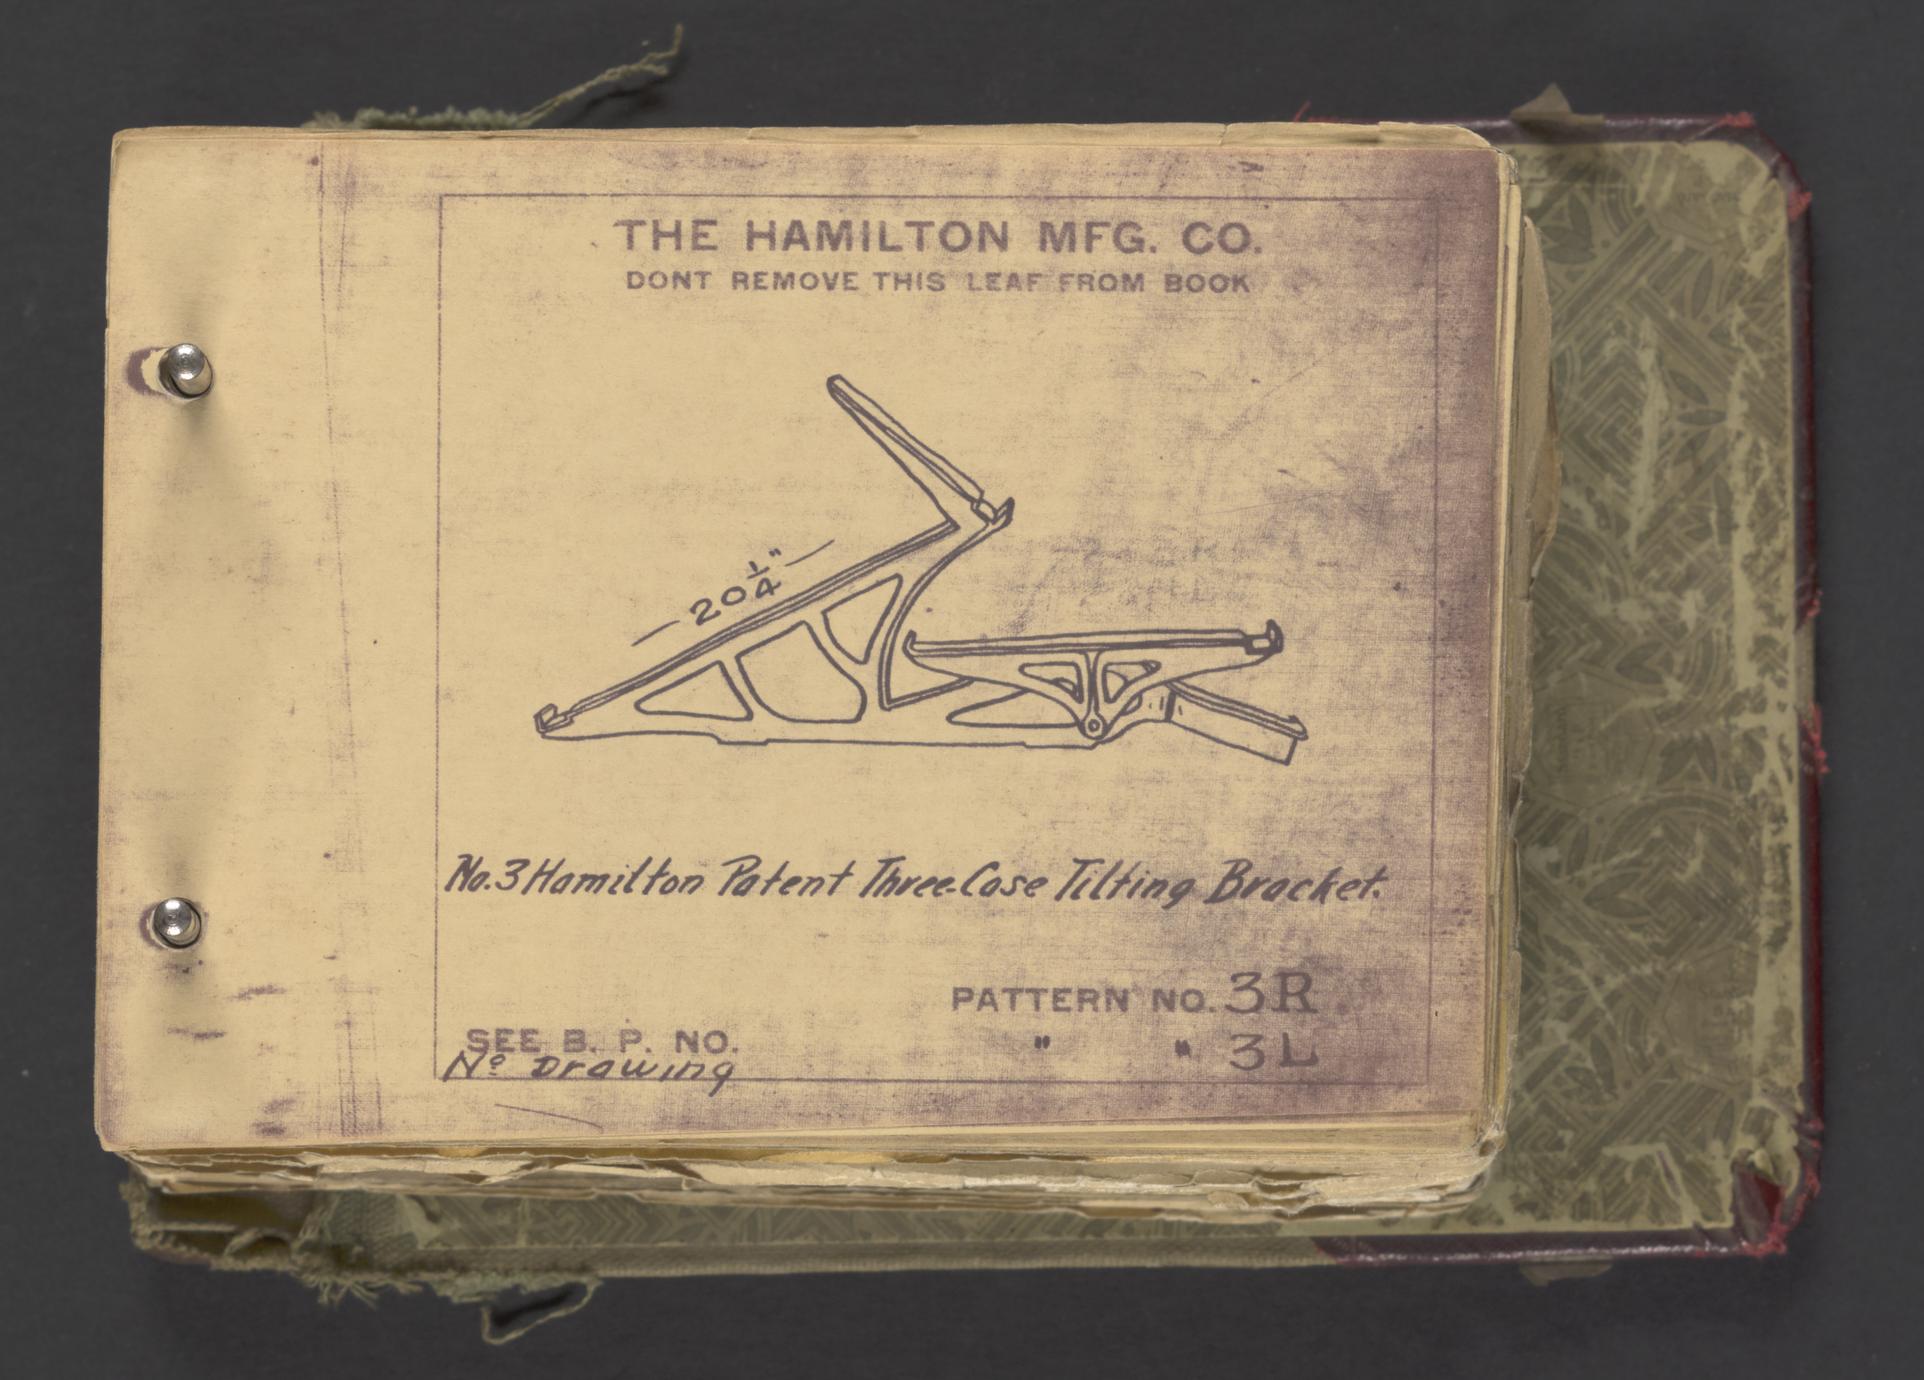 THE HAMILTON MFG. CO.
DONT REMOVE THIS LEAF FROM BOOK
20 1/4"
No. 3 Hamilton Patent Three-Case Tilting Bracket.
PATTERN NO. 3R
" " 3L
SEE B. P. NO.
No Drawing